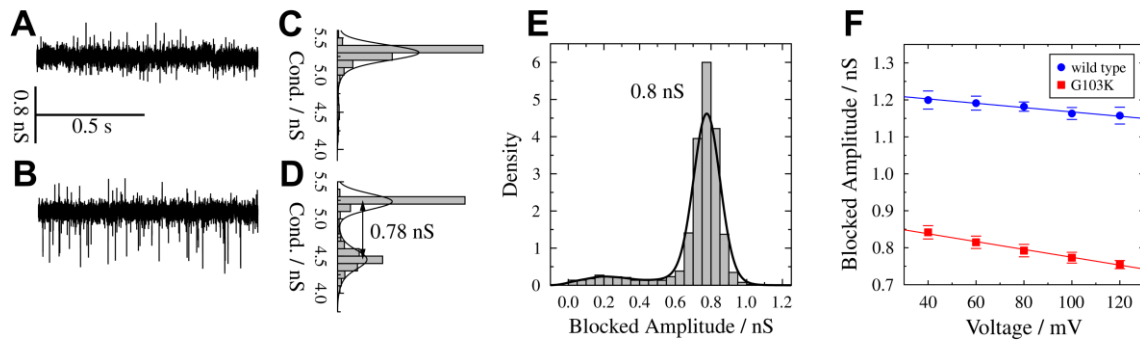 A
0.8 nS
0.5 s
B
C
Cond. / nS
5.5
5.0
4.5
4.0
D
Cond. / nS
5.5
5.0
4.5
4.0
0.78 nS
E
0.8 nS
Density
6
5
4
3
2
1
0
0.0 0.2 0.4 0.6 0.8 1.0 1.2
Blocked Amplitude / nS
F
wild type
G103K
Blocked Amplitude / nS
1.3
1.2
1.1
1.0
0.9
0.8
0.7
40 60 80 100 120
Voltage / mV